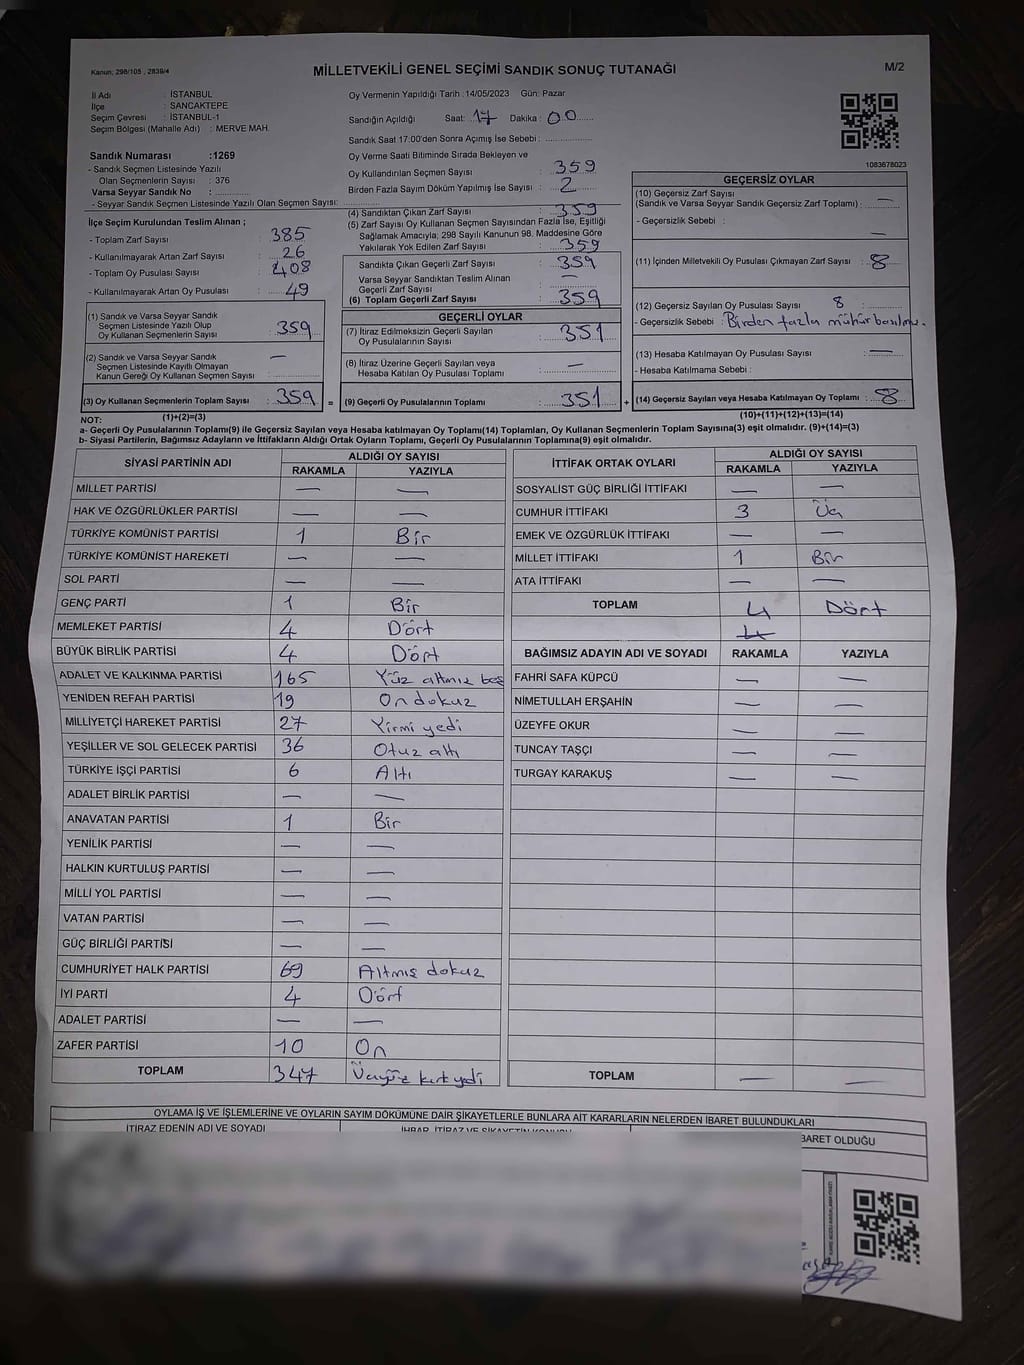 Kanun: 298/105 , 2839/4
MİLLETVEKİLİ GENEL SEÇİMİ SANDIK SONUÇ TUTANAĞI
M/2
İl Adı : İSTANBUL
İlçe : SANCAKTEPE
Seçim Çevresi : İSTANBUL-1
Seçim Bölgesi (Mahalle Adı) : MERVE MAH.
Sandık Numarası :1269
- Sandık Seçmen Listesinde Yazılı
Olan Seçmenlerin Sayısı : 376
Varsa Seyyar Sandık No :
- Seyyar Sandık Seçmen Listesinde Yazılı Olan Seçmen Sayısı:
Oy Vermenin Yapıldığı Tarih :14/05/2023 Gün: Pazar
Sandığın Açıldığı Saat: 17 Dakika : 00
Sandık Saat 17:00'den Sonra Açımış İse Sebebi :
Oy Verme Saati Bitiminde Sırada Bekleyen ve
Oy Kullandırılan Seçmen Sayısı : 359
Birden Fazla Sayım Döküm Yapılmış İse Sayısı : 2
1083678023
İlçe Seçim Kurulundan Teslim Alınan ;
- Toplam Zarf Sayısı : 385
- Kullanılmayarak Artan Zarf Sayısı : 26
- Toplam Oy Pusulası Sayısı : 408
- Kullanılmayarak Artan Oy Pusulası : 49
(4) Sandıktan Çıkan Zarf Sayısı : 359
(5) Zarf Sayısı Oy Kullanan Seçmen Sayısından Fazla İse, Eşitliği
Sağlamak Amacıyla; 298 Sayılı Kanunun 98. Maddesine Göre
Yakılarak Yok Edilen Zarf Sayısı : 359
Sandıkta Çıkan Geçerli Zarf Sayısı : 359
Varsa Seyyar Sandıktan Teslim Alınan
Geçerli Zarf Sayısı : —
(6) Toplam Geçerli Zarf Sayısı : 359
GEÇERSİZ OYLAR
(10) Geçersiz Zarf Sayısı
(Sandık ve Varsa Seyyar Sandık Geçersiz Zarf Toplamı) : —
- Geçersizlik Sebebi : —
(11) İçinden Milletvekili Oy Pusulası Çıkmayan Zarf Sayısı : 8
(12) Geçersiz Sayılan Oy Pusulası Sayısı : 8
- Geçersizlik Sebebi : Birden fazla mühür basılmış.
(13) Hesaba Katılmayan Oy Pusulası Sayısı : —
- Hesaba Katılmama Sebebi :
(1) Sandık ve Varsa Seyyar Sandık
Seçmen Listesinde Yazılı Olup
Oy Kullanan Seçmenlerin Sayısı : 359
(2) Sandık ve Varsa Seyyar Sandık
Seçmen Listesinde Kayıtlı Olmayan
Kanun Gereği Oy Kullanan Seçmen Sayısı : —
GEÇERLİ OYLAR
(7) İtiraz Edilmeksizin Geçerli Sayılan
Oy Pusulalarının Sayısı : 351
(8) İtiraz Üzerine Geçerli Sayılan veya
Hesaba Katılan Oy Pusulası Toplamı : —
(3) Oy Kullanan Seçmenlerin Toplam Sayısı : 359 = (9) Geçerli Oy Pusulalarının Toplamı : 351 + (14) Geçersiz Sayılan veya Hesaba Katılmayan Oy Toplamı : 8
(1)+(2)=(3)
(10)+(11)+(12)+(13)=(14)
NOT:
a- Geçerli Oy Pusulalarının Toplamı(9) ile Geçersiz Sayılan veya Hesaba katılmayan Oy Toplamı(14) Toplamları, Oy Kullanan Seçmenlerin Toplam Sayısına(3) eşit olmalıdır. (9)+(14)=(3)
b- Siyasi Partilerin, Bağımsız Adayların ve İttifakların Aldığı Ortak Oyların Toplamı, Geçerli Oy Pusulalarının Toplamına(9) eşit olmalıdır.
SİYASİ PARTİNİN ADI ALDIĞI OY SAYISI
RAKAMLA YAZIYLA
MİLLET PARTİSİ — —
HAK VE ÖZGÜRLÜKLER PARTİSİ — —
TÜRKİYE KOMÜNİST PARTİSİ 1 Bir
TÜRKİYE KOMÜNİST HAREKETİ — —
SOL PARTİ — —
GENÇ PARTİ 1 Bir
MEMLEKET PARTİSİ 4 Dört
BÜYÜK BİRLİK PARTİSİ 4 Dört
ADALET VE KALKINMA PARTİSİ 165 Yüz altmış beş
YENİDEN REFAH PARTİSİ 19 On dokuz
MİLLİYETÇİ HAREKET PARTİSİ 27 Yirmi yedi
YEŞİLLER VE SOL GELECEK PARTİSİ 36 Otuz altı
TÜRKİYE İŞÇİ PARTİSİ 6 Altı
ADALET BİRLİK PARTİSİ — —
ANAVATAN PARTİSİ 1 Bir
YENİLİK PARTİSİ — —
HALKIN KURTULUŞ PARTİSİ — —
MİLLİ YOL PARTİSİ — —
VATAN PARTİSİ — —
GÜÇ BİRLİĞİ PARTİSİ — —
CUMHURİYET HALK PARTİSİ 69 Altmış dokuz
İYİ PARTİ 4 Dört
ADALET PARTİSİ — —
ZAFER PARTİSİ 10 On
TOPLAM 347 Üçyüz kırk yedi
İTTİFAK ORTAK OYLARI ALDIĞI OY SAYISI
RAKAMLA YAZIYLA
SOSYALİST GÜÇ BİRLİĞİ İTTİFAKI — —
CUMHUR İTTİFAKI 3 Üç
EMEK VE ÖZGÜRLÜK İTTİFAKI — —
MİLLET İTTİFAKI 1 Bir
ATA İTTİFAKI — —
TOPLAM 4 Dört
4
BAĞIMSIZ ADAYIN ADI VE SOYADI RAKAMLA YAZIYLA
FAHRİ SAFA KÜPCÜ — —
NİMETULLAH ERŞAHİN — —
ÜZEYFE OKUR — —
TUNCAY TAŞÇI — —
TURGAY KARAKUŞ — —
TOPLAM — —
OYLAMA İŞ VE İŞLEMLERİNE VE OYLARIN SAYIM DÖKÜMÜNE DAİR ŞİKAYETLERLE BUNLARA AİT KARARLARIN NELERDEN İBARET BULUNDUKLARI
İTİRAZ EDENİN ADI VE SOYADI İHBAR, İTİRAZ VE ŞİKAYETİN KONUSU BARET OLDUĞU